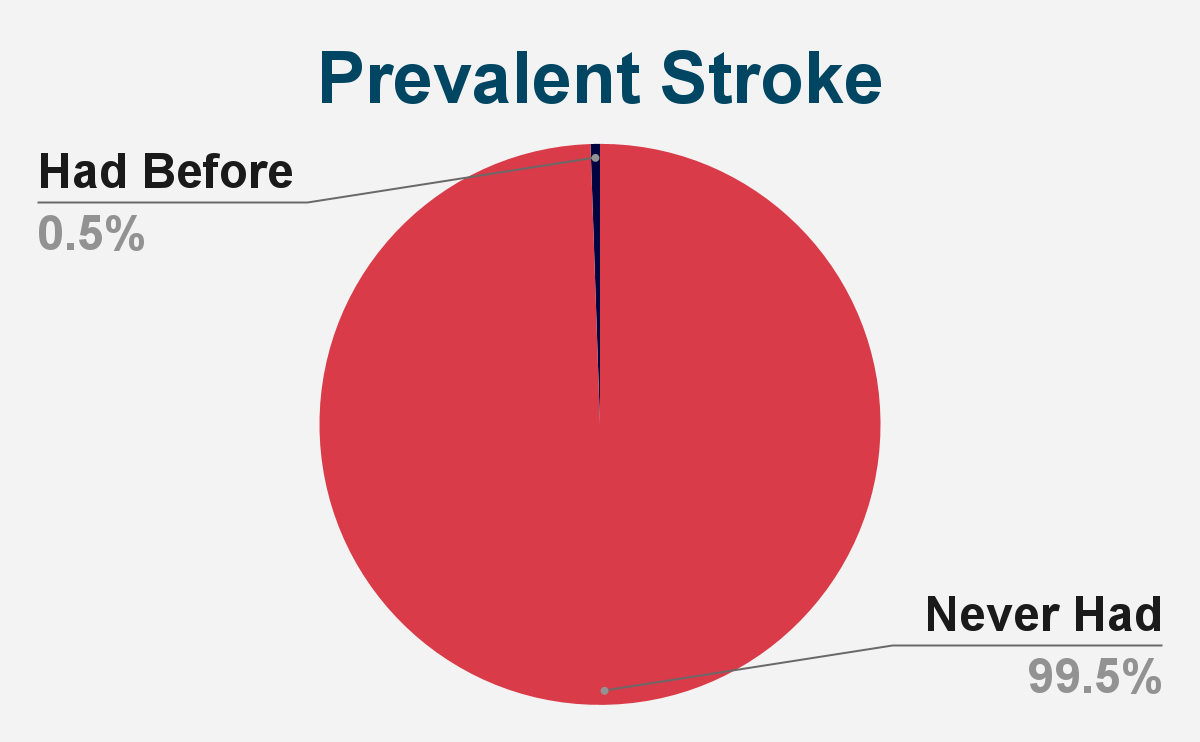 Prevalent Stroke
Had Before
0.5%
Never Had
99.5%